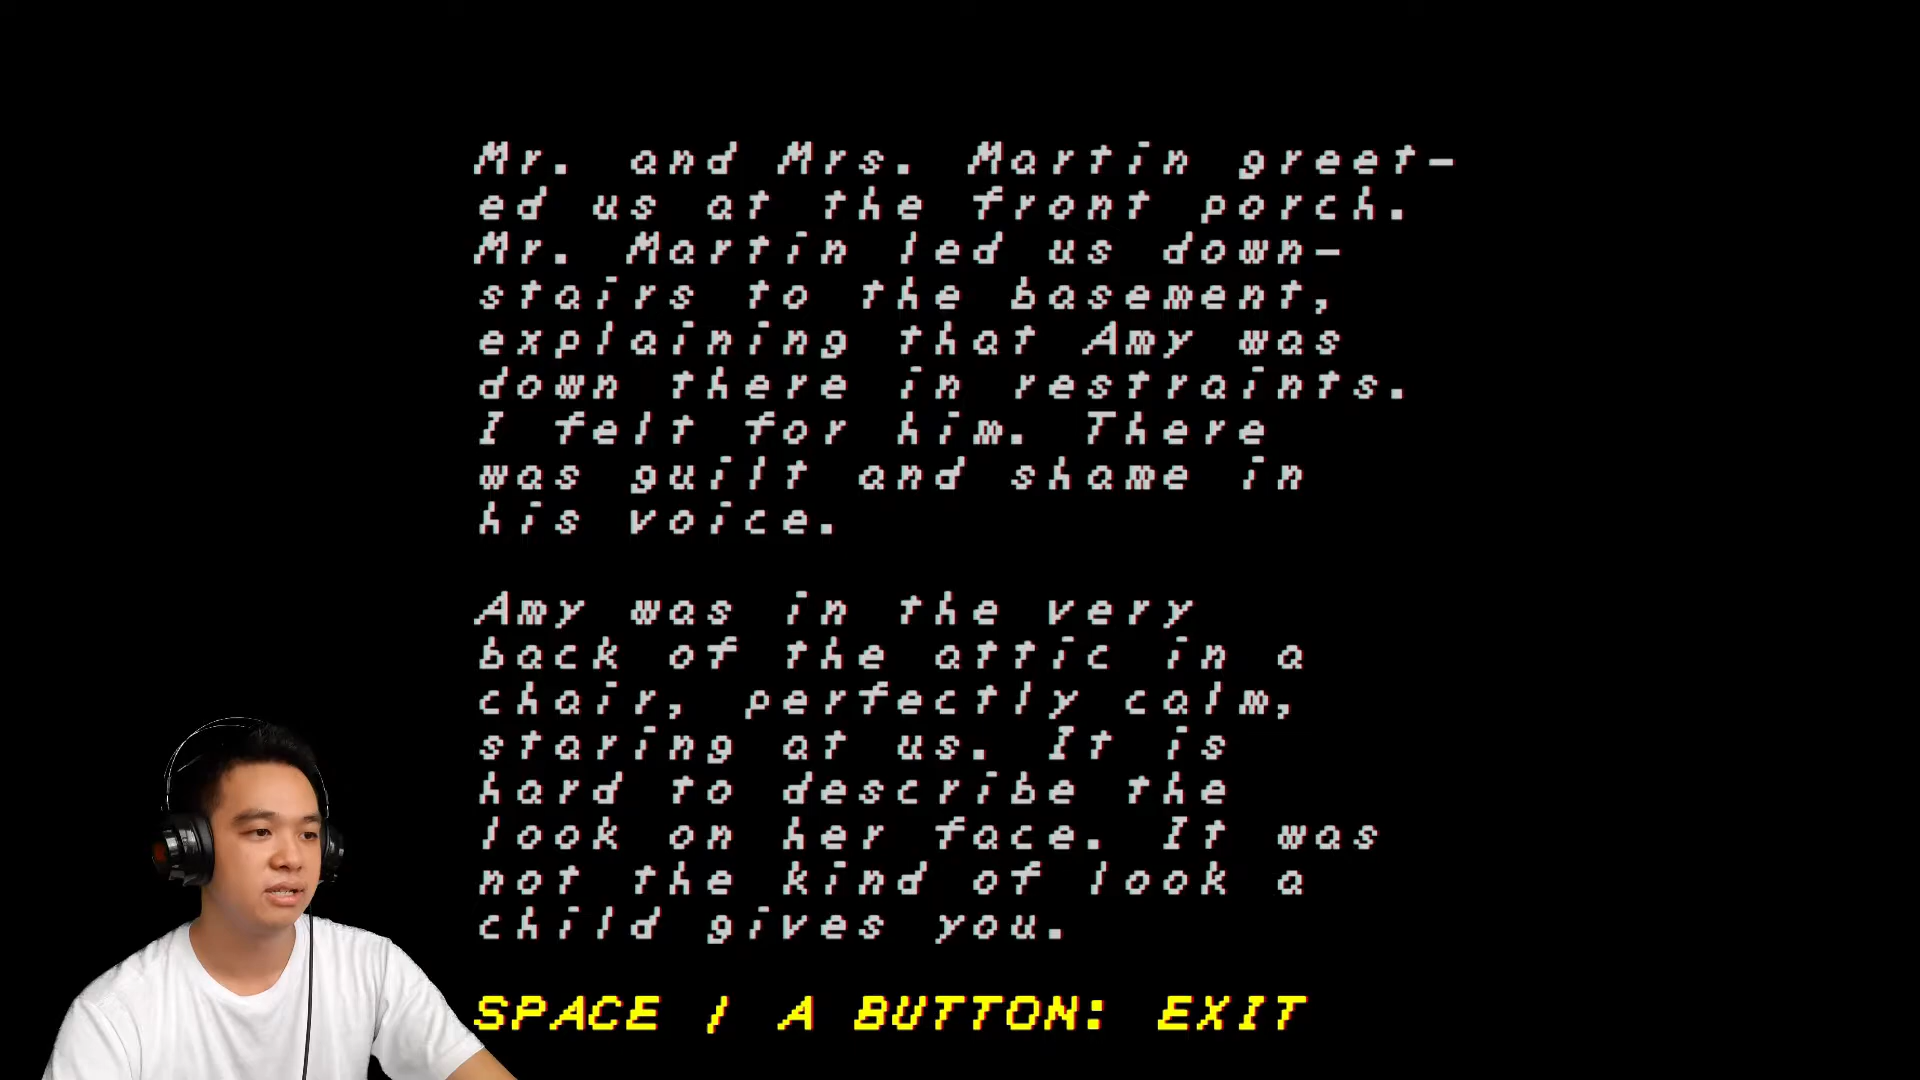 Mr. and Mrs. Martin greet-
ed us at the front porch.
Mr. Martin led us down-
stairs to the basement,
explaining that Amy was
down there in restraints.
I felt for him. There
was guilt and shame in
his voice.
Amy was in the very
back of the attic in a
chair, perfectly calm,
staring at us. It is
hard to describe the
look on her face. It was
not the kind of look a
child gives you.
SPACE / A BUTTON: EXIT